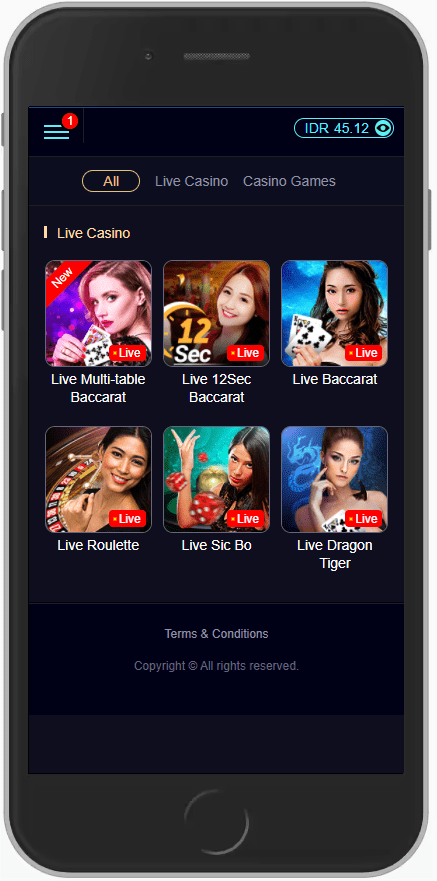 1
IDR 45.12
All Live Casino Casino Games
Live Casino
New
Live
12
Sec
Live
Live
Live Multi-table
Baccarat
Live 12Sec
Baccarat
Live Baccarat
Live
Live
Live
Live Roulette
Live Sic Bo
Live Dragon
Tiger
Terms & Conditions
Copyright © All rights reserved.